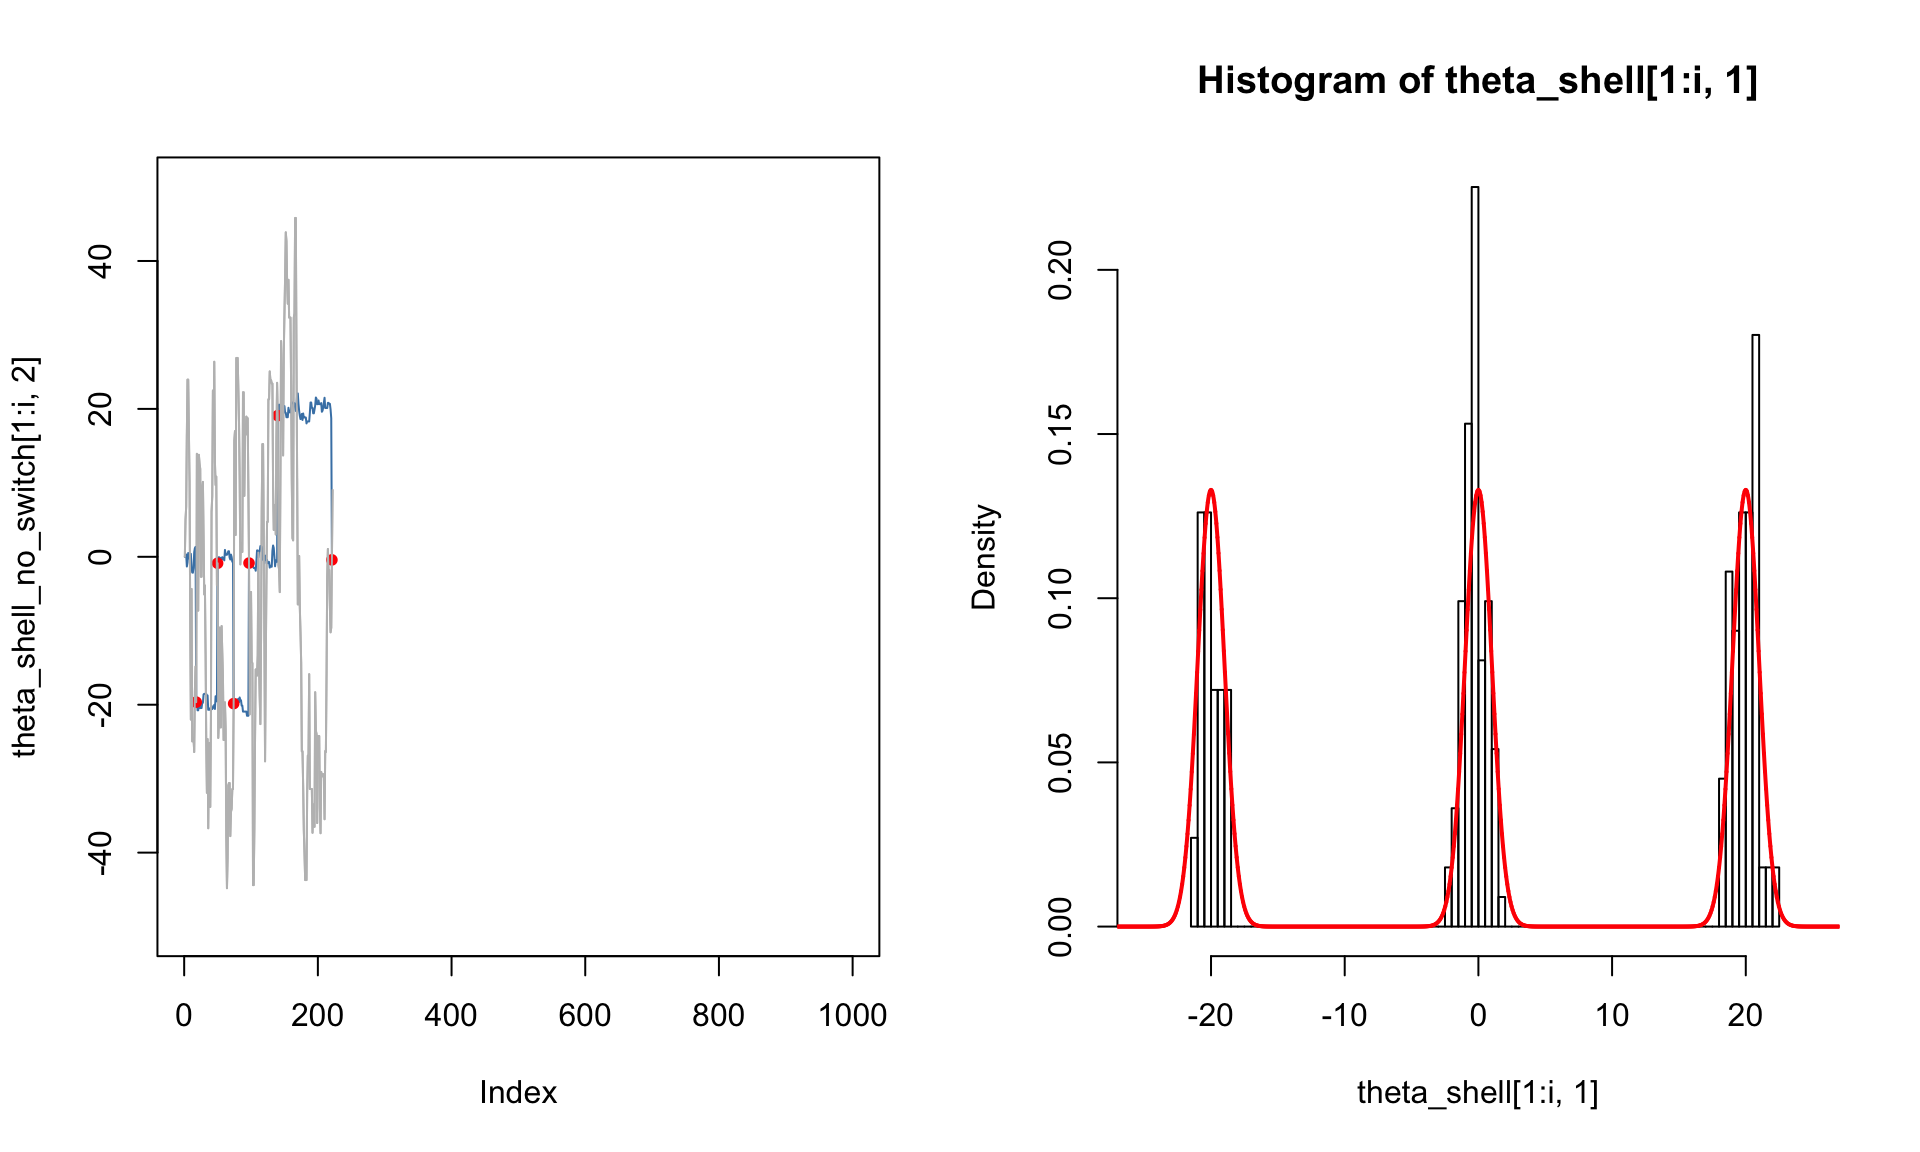 theta_shell_no_switch[1:i, 2]
40
20
0
-20
-40
0 200 400 600 800 1000
Index
Histogram of theta_shell[1:i, 1]
Density
0.20
0.15
0.10
0.05
0.00
-20 -10 0 10 20
theta_shell[1:i, 1]